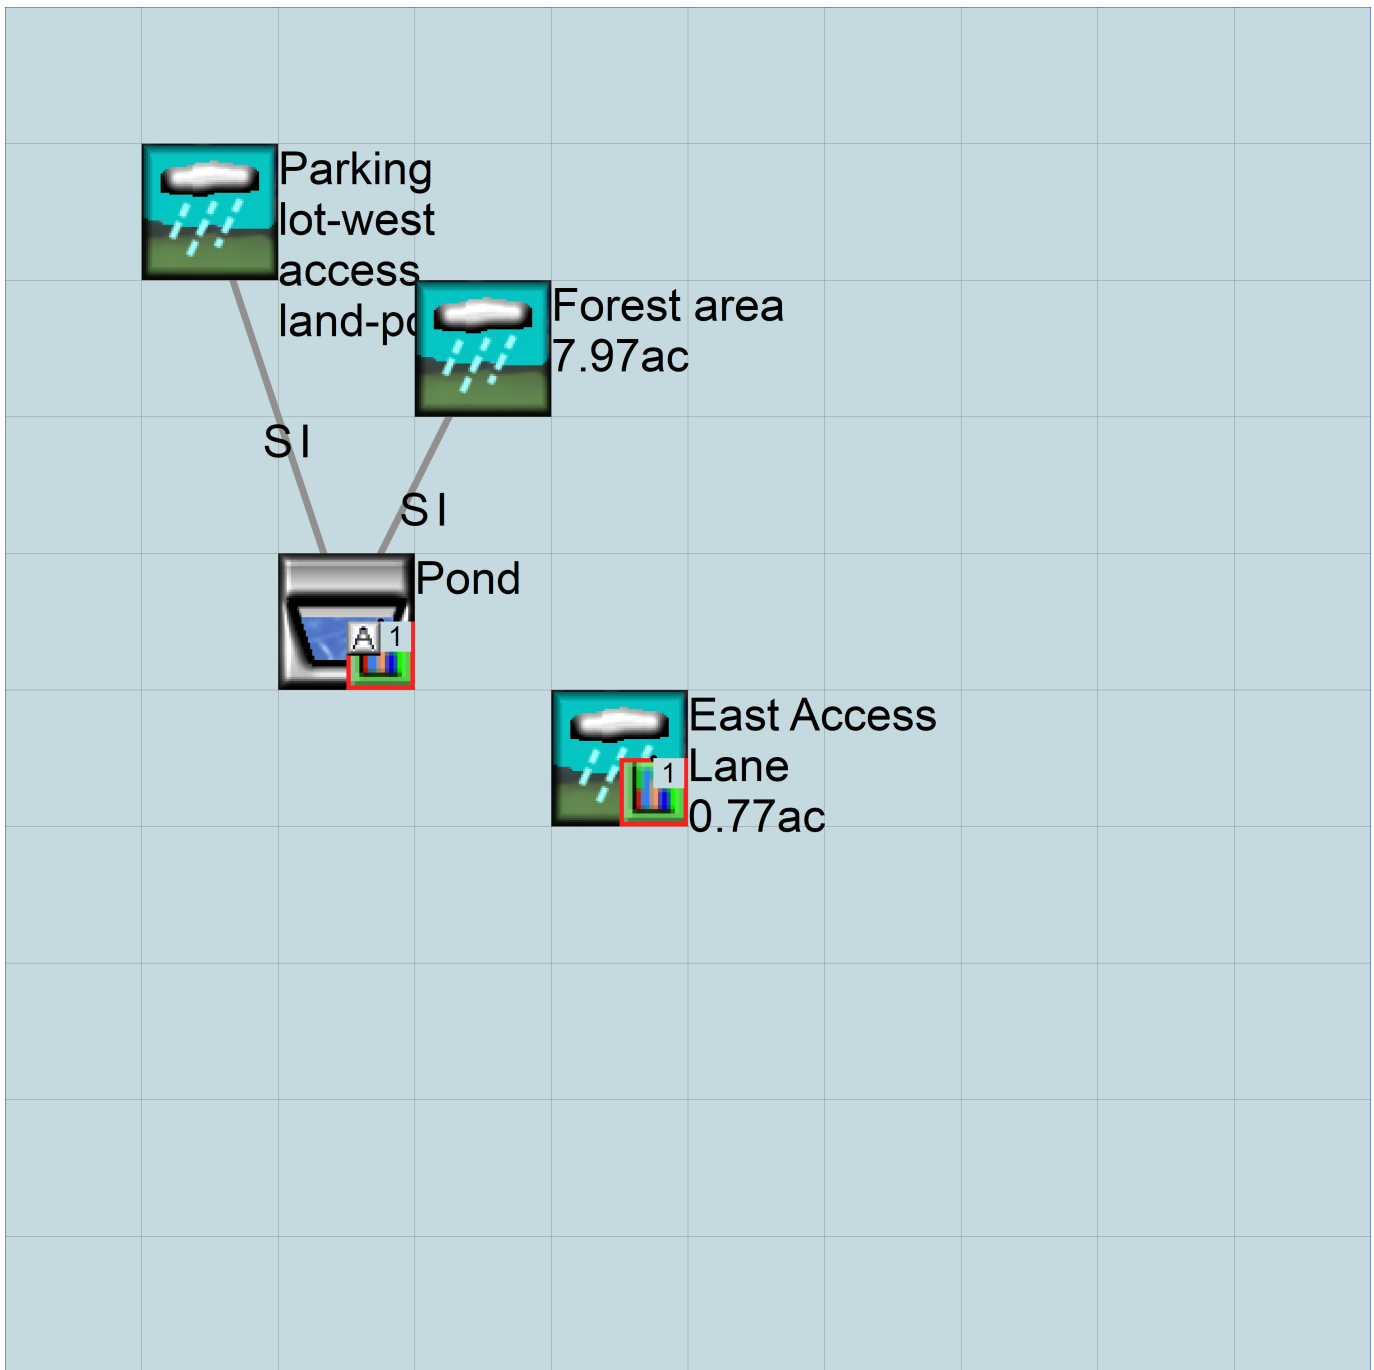 Parking
lot-west
access
Forest area
7.97ac
S I
S I
Pond
A 1
East Access
1
Lane
0.77ac